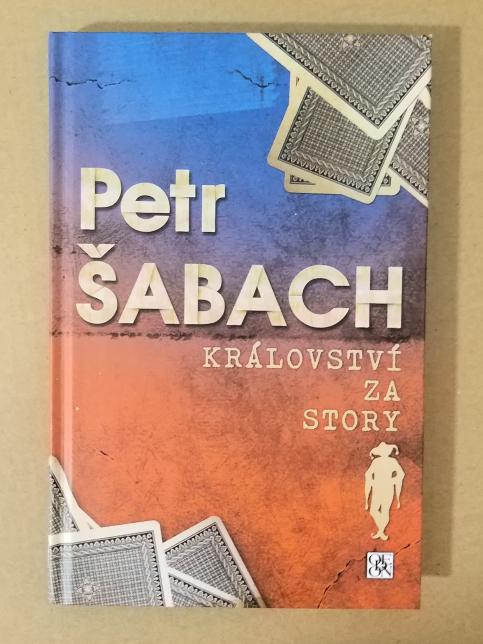 Petr
ŠABACH
KRÁLOVSTVÍ
ZA
STORY